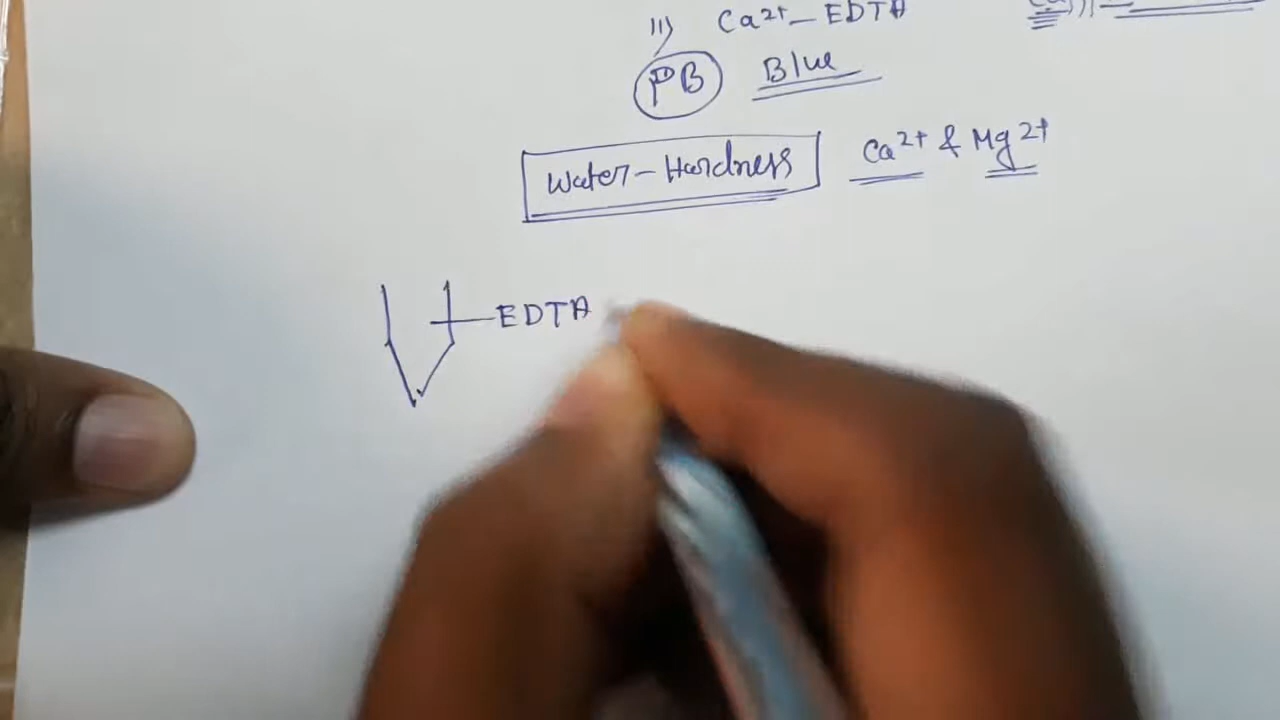 iii) Ca²⁺ – EDTA
PB Blue
Water – Hardness Ca²⁺ & Mg²⁺
EDTA